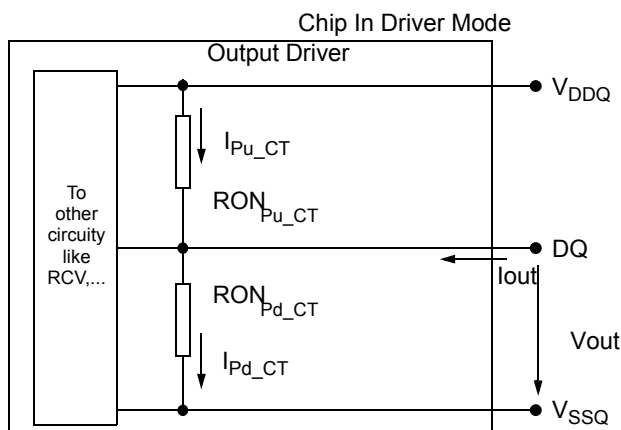 Chip In Driver Mode
Output Driver
VDDQ
IPu_CT
RONPu_CT
To
other
circuity
like
RCV,...
DQ
Iout
RONPd_CT
Vout
IPd_CT
VSSQ